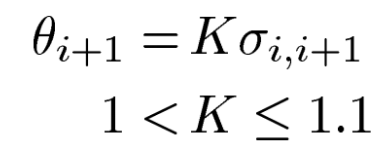 θ_{i+1} = Kσ_{i,i+1}
1 < K ≤ 1.1